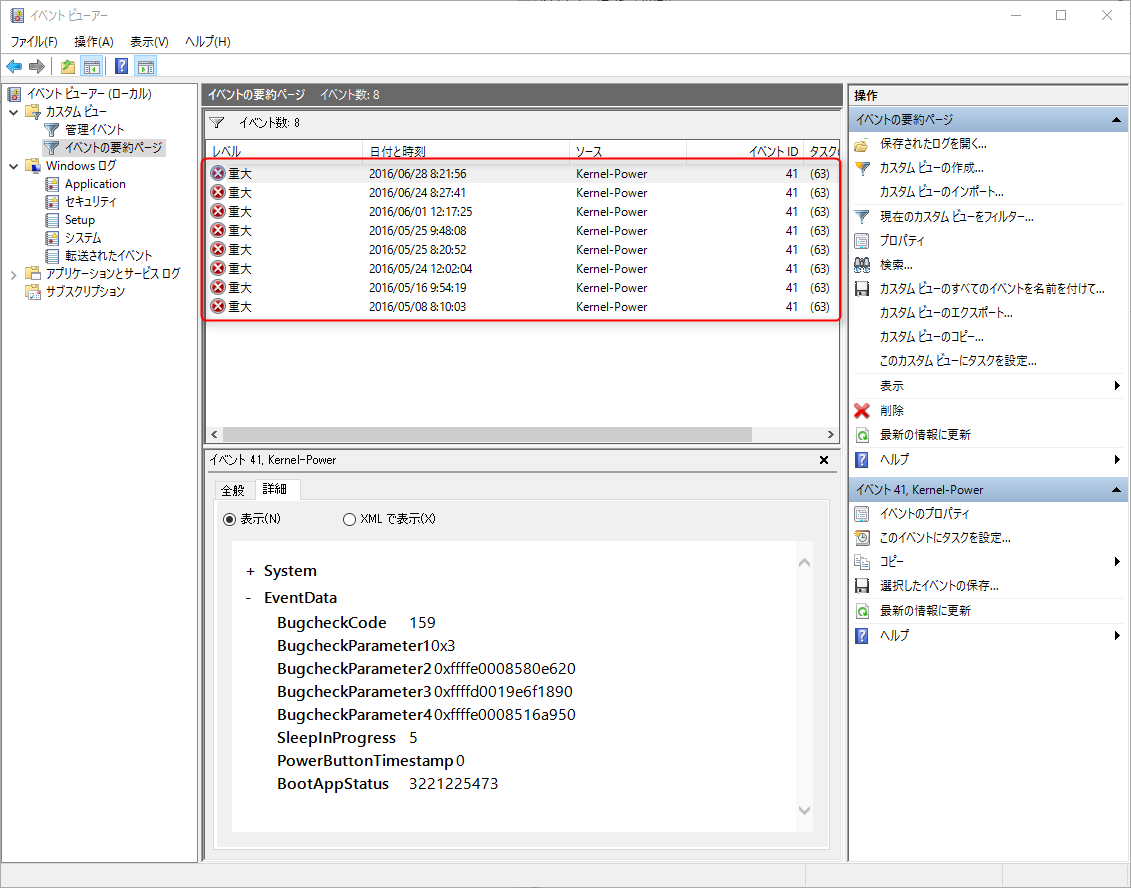 イベント ビューアー
ファイル(F) 操作(A) 表示(V) ヘルプ(H)
イベント ビューアー (ローカル)
カスタム ビュー
管理イベント
イベントの要約ページ
Windows ログ
Application
セキュリティ
Setup
システム
転送されたイベント
アプリケーションとサービス ログ
サブスクリプション
イベントの要約ページ イベント数: 8
イベント数: 8
レベル 日付と時刻 ソース イベント ID タスク
重大 2016/06/28 8:21:56 Kernel-Power 41 (63)
重大 2016/06/24 8:27:41 Kernel-Power 41 (63)
重大 2016/06/01 12:17:25 Kernel-Power 41 (63)
重大 2016/05/25 9:48:08 Kernel-Power 41 (63)
重大 2016/05/25 8:20:52 Kernel-Power 41 (63)
重大 2016/05/24 12:02:04 Kernel-Power 41 (63)
重大 2016/05/16 9:54:19 Kernel-Power 41 (63)
重大 2016/05/08 8:10:03 Kernel-Power 41 (63)
イベント 41, Kernel-Power
全般 詳細
表示(N) XML で表示(X)
+ System
- EventData
BugcheckCode 159
BugcheckParameter1 0x3
BugcheckParameter2 0xffffe0008580e620
BugcheckParameter3 0xffffd0019e6f1890
BugcheckParameter4 0xffffe0008516a950
SleepInProgress 5
PowerButtonTimestamp 0
BootAppStatus 3221225473
操作
イベントの要約ページ
保存されたログを開く...
カスタム ビューの作成...
カスタム ビューのインポート...
現在のカスタム ビューをフィルター...
プロパティ
検索...
カスタム ビューのすべてのイベントを名前を付けて...
カスタム ビューのエクスポート...
カスタム ビューのコピー...
このカスタム ビューにタスクを設定...
表示
削除
最新の情報に更新
ヘルプ
イベント 41, Kernel-Power
イベントのプロパティ
このイベントにタスクを設定...
コピー
選択したイベントの保存...
最新の情報に更新
ヘルプ